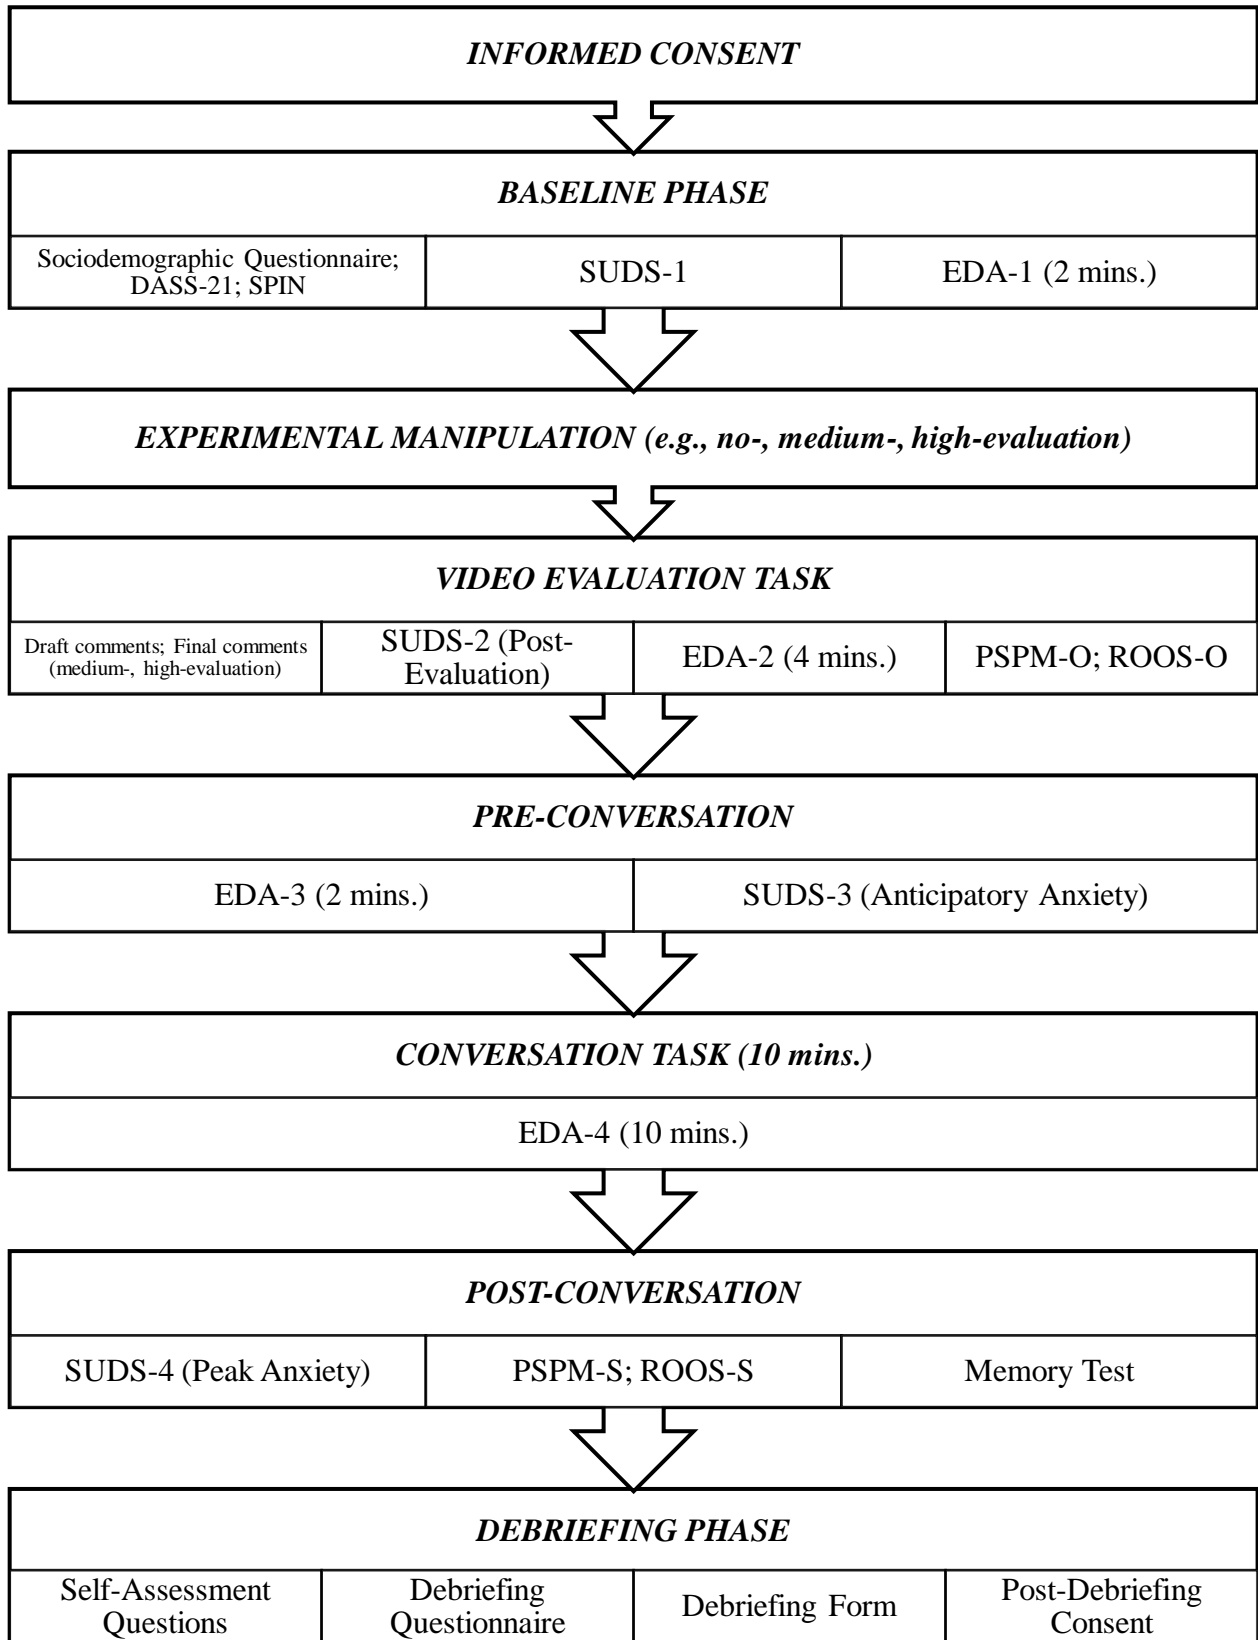 INFORMED CONSENT
BASELINE PHASE
Sociodemographic Questionnaire;
DASS-21; SPIN
SUDS-1
EDA-1 (2 mins.)
EXPERIMENTAL MANIPULATION (e.g., no-, medium-, high-evaluation)
VIDEO EVALUATION TASK
Draft comments; Final comments
(medium-, high-evaluation)
SUDS-2 (Post-
Evaluation)
EDA-2 (4 mins.)
PSPM-O; ROOS-O
PRE-CONVERSATION
EDA-3 (2 mins.)
SUDS-3 (Anticipatory Anxiety)
CONVERSATION TASK (10 mins.)
EDA-4 (10 mins.)
POST-CONVERSATION
SUDS-4 (Peak Anxiety)
PSPM-S; ROOS-S
Memory Test
DEBRIEFING PHASE
Self-Assessment
Questions
Debriefing
Questionnaire
Debriefing Form
Post-Debriefing
Consent